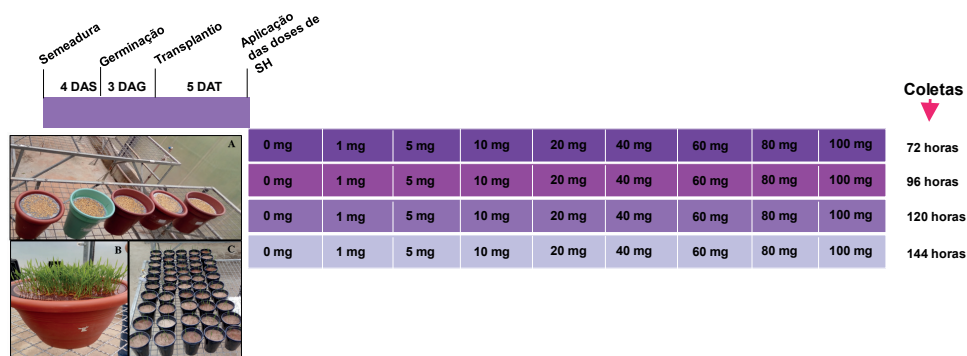 Semeadura
Germinação
Transplantio
Aplicação
das doses de
SH
4 DAS
3 DAG
5 DAT
Coletas
A
B
C
0 mg 1 mg 5 mg 10 mg 20 mg 40 mg 60 mg 80 mg 100 mg
72 horas
0 mg 1 mg 5 mg 10 mg 20 mg 40 mg 60 mg 80 mg 100 mg
96 horas
0 mg 1 mg 5 mg 10 mg 20 mg 40 mg 60 mg 80 mg 100 mg
120 horas
0 mg 1 mg 5 mg 10 mg 20 mg 40 mg 60 mg 80 mg 100 mg
144 horas